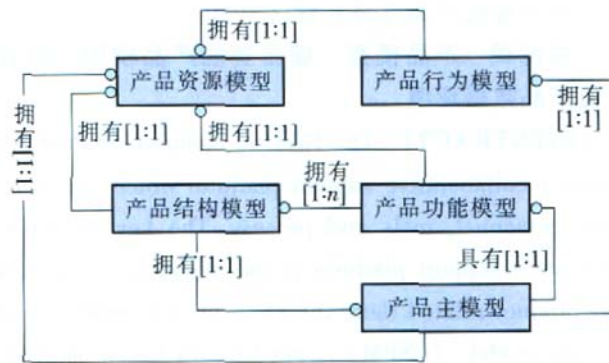 拥有[1:1]
产品资源模型
产品行为模型
拥有[1:1]
拥有[1:1]
拥有
[1:1]
拥有[1:1]
拥有
[1:n]
产品结构模型
产品功能模型
拥有[1:1]
具有[1:1]
产品主模型